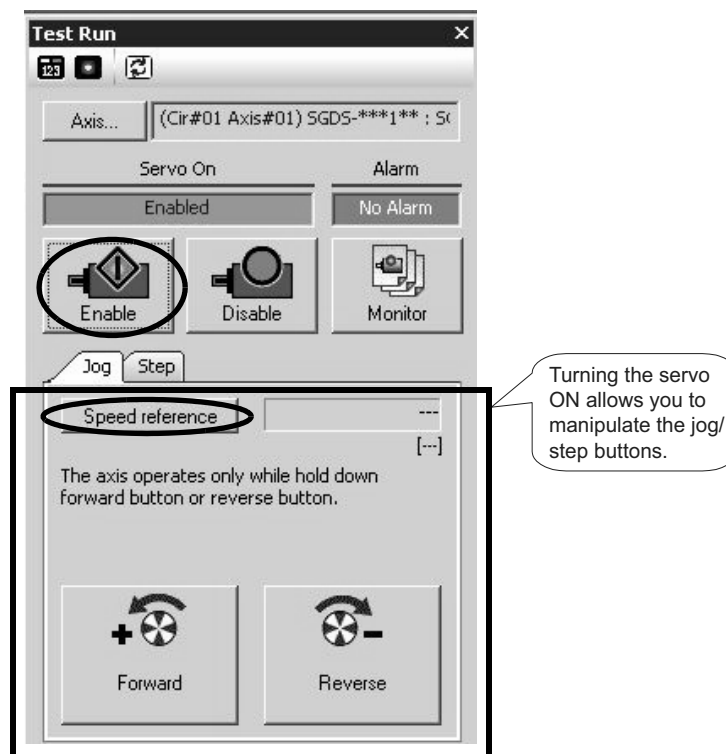 Test Run
123
Axis...
(Cir#01 Axis#01) SGDS-***1** : S
Servo On
Alarm
Enabled
No Alarm
Enable
Disable
Monitor
Jog
Step
Speed reference
---
[---]
The axis operates only while hold down
forward button or reverse button.
+
-
Forward
Reverse
Turning the servo
ON allows you to
manipulate the jog/
step buttons.